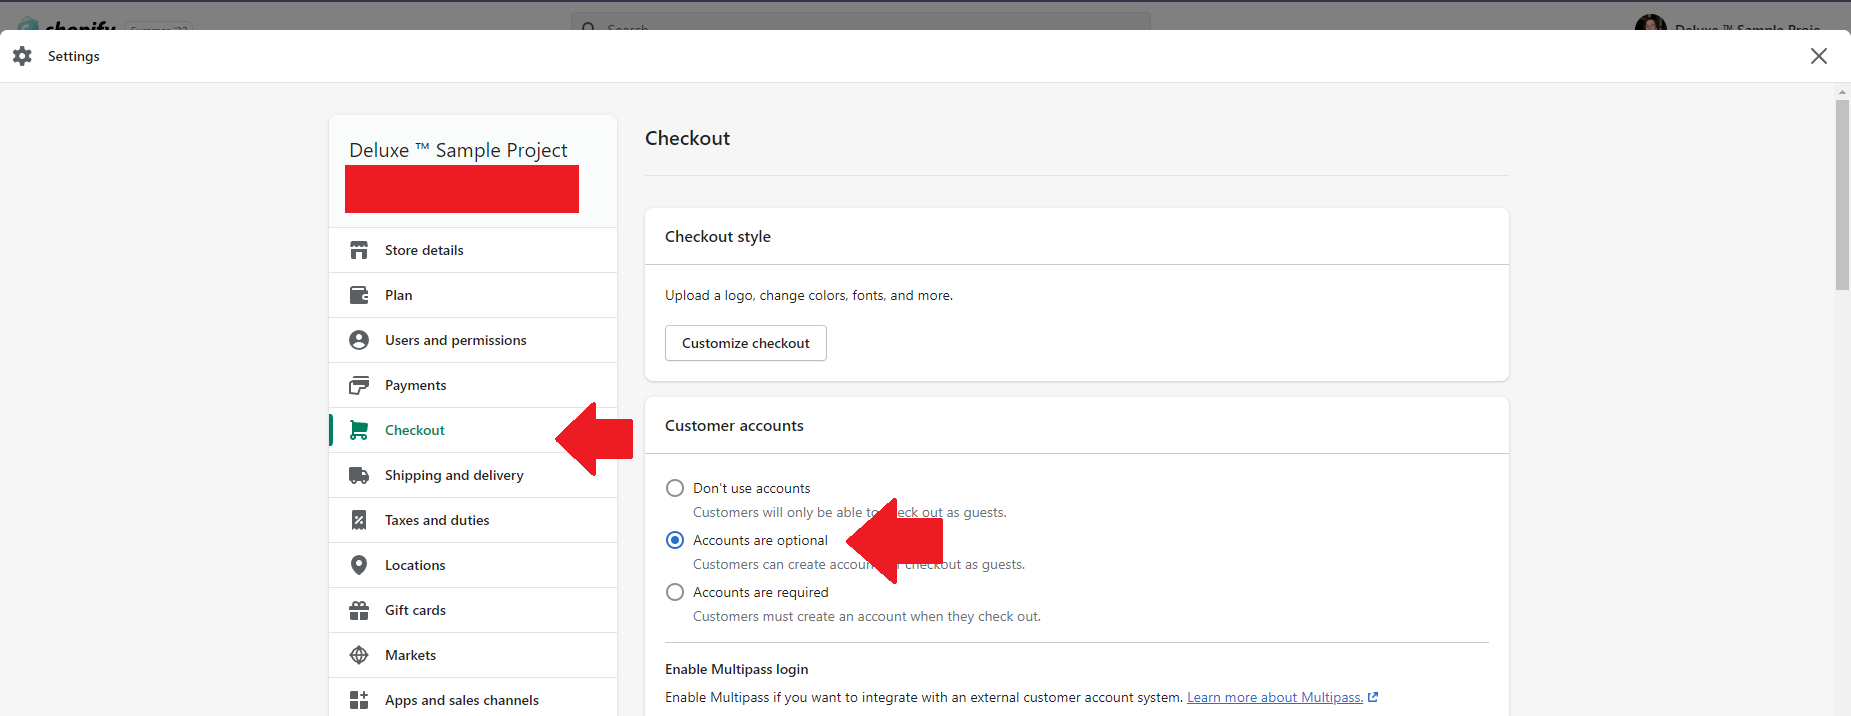 Settings
Deluxe ™ Sample Project
Store details
Plan
Users and permissions
Payments
Checkout
Shipping and delivery
Taxes and duties
Locations
Gift cards
Markets
Apps and sales channels
Checkout
Checkout style
Upload a logo, change colors, fonts, and more.
Customize checkout
Customer accounts
Don't use accounts
Customers will only be able to check out as guests.
Accounts are optional
Customers can create accoun checkout as guests.
Accounts are required
Customers must create an account when they check out.
Enable Multipass login
Enable Multipass if you want to integrate with an external customer account system. Learn more about Multipass.